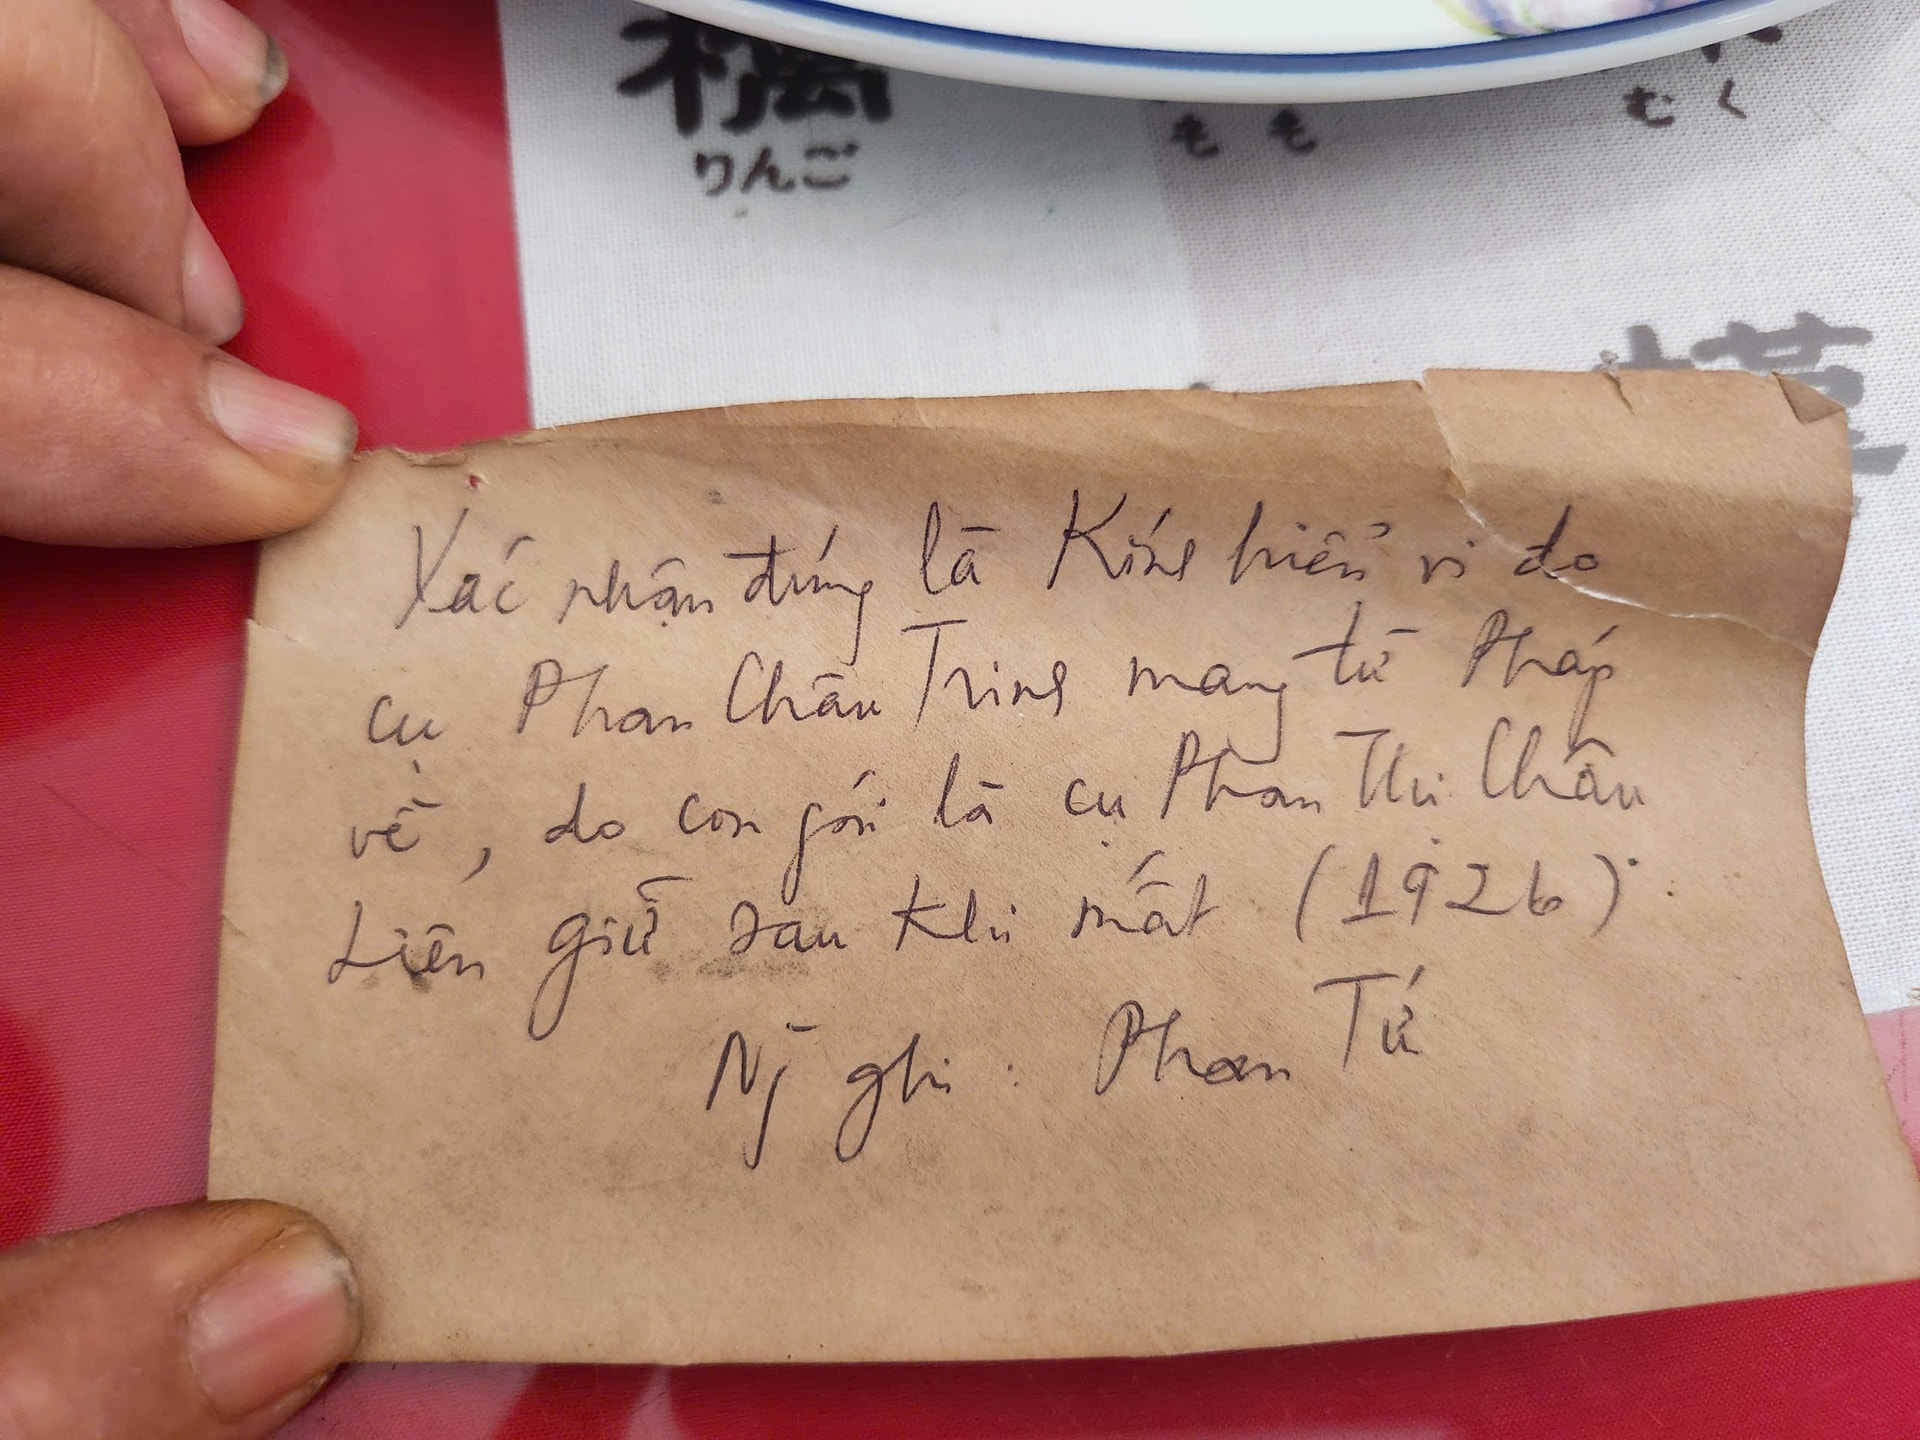 りんご
もも
むく
Xác nhận đúng là Kính hiển vi do
cụ Phan Châu Trinh mang từ Pháp
về, do con gái là cụ Phan Thị Châu
Liên giữ sau khi mất (1926).
Ng ghi: Phan Tứ